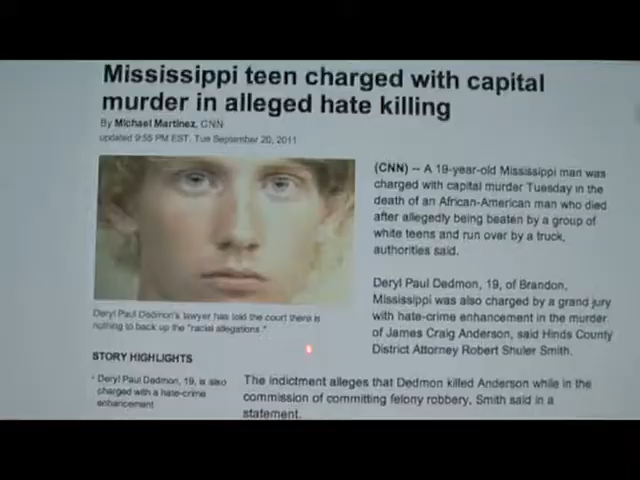 Mississippi teen charged with capital
murder in alleged hate killing
By Michael Martinez, CNN
updated 9:55 PM EST, Tue September 20, 2011
(CNN) -- A 19-year-old Mississippi man was
charged with capital murder Tuesday in the
death of an African-American man who died
after allegedly being beaten by a group of
white teens and run over by a truck,
authorities said.
Deryl Paul Dedmon's lawyer has told the court there is
nothing to back up the "racial allegations."
Deryl Paul Dedmon, 19, of Brandon,
Mississippi was also charged by a grand jury
with hate-crime enhancement in the murder
of James Craig Anderson, said Hinds County
District Attorney Robert Shuler Smith.
STORY HIGHLIGHTS
Deryl Paul Dedmon, 19, is also
charged with a hate-crime
enhancement
The indictment alleges that Dedmon killed Anderson while in the
commission of committing felony robbery, Smith said in a
statement.